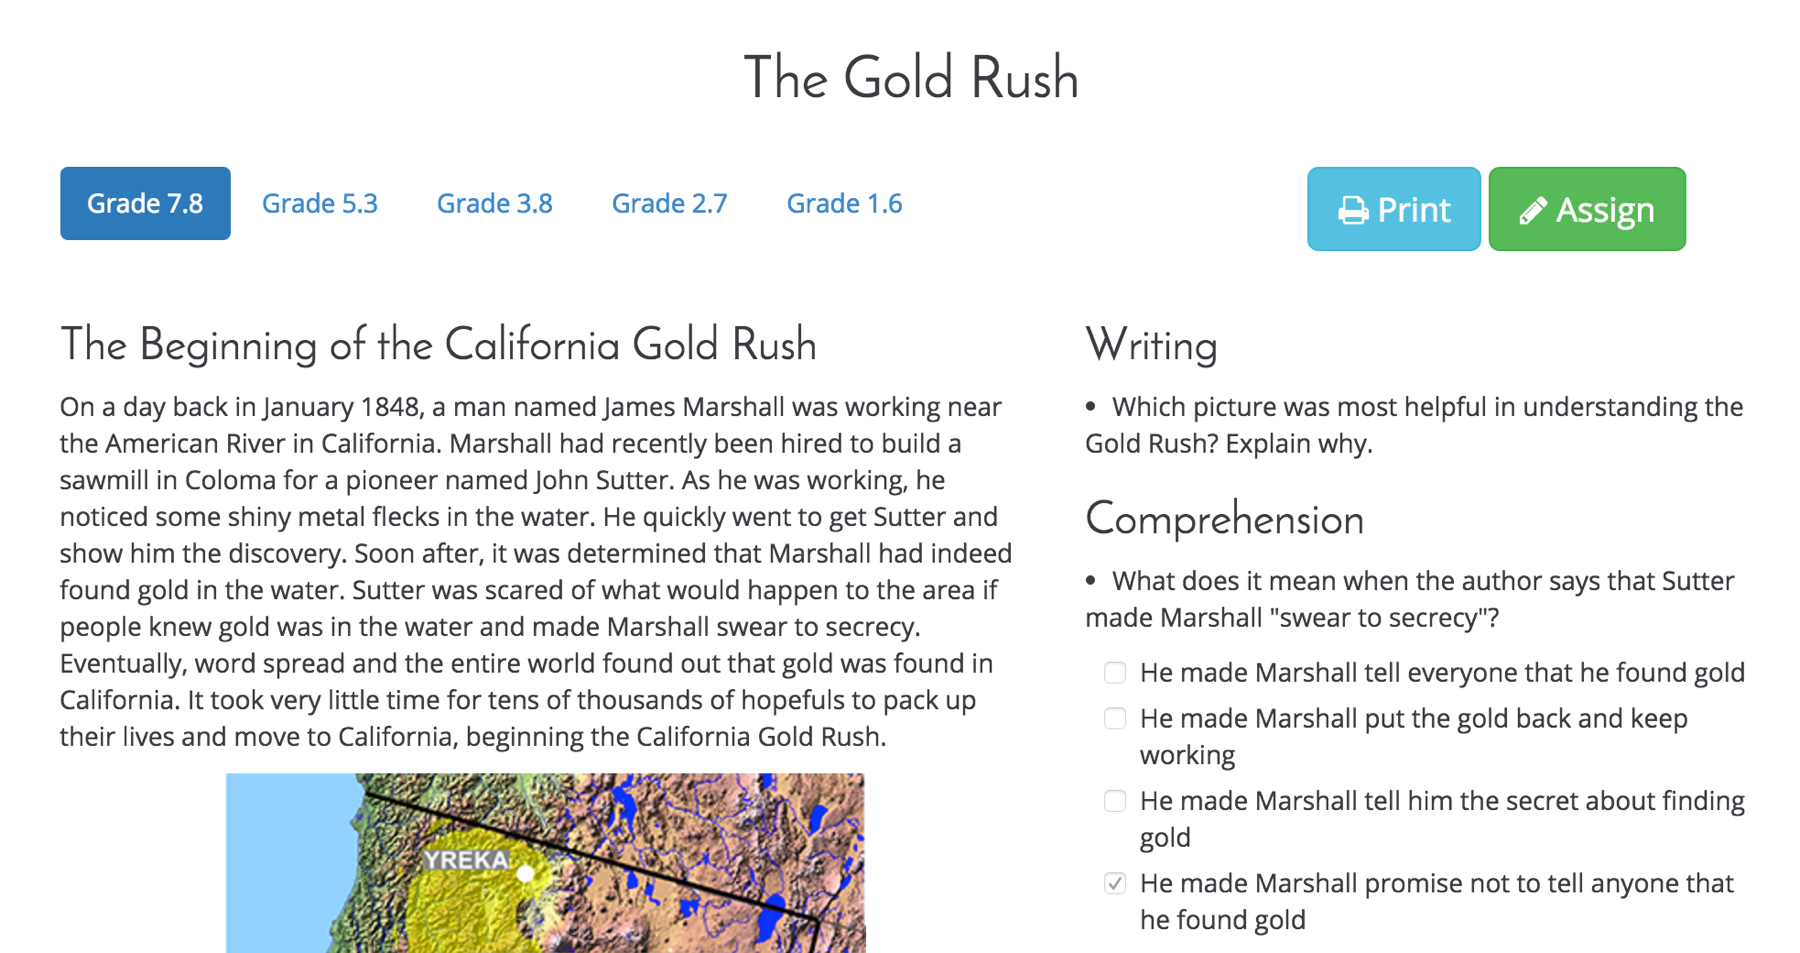 The Gold Rush
Grade 7.8
Grade 5.3
Grade 3.8
Grade 2.7
Grade 1.6
Print
Assign
The Beginning of the California Gold Rush
On a day back in January 1848, a man named James Marshall was working near
the American River in California. Marshall had recently been hired to build a
sawmill in Coloma for a pioneer named John Sutter. As he was working, he
noticed some shiny metal flecks in the water. He quickly went to get Sutter and
show him the discovery. Soon after, it was determined that Marshall had indeed
found gold in the water. Sutter was scared of what would happen to the area if
people knew gold was in the water and made Marshall swear to secrecy.
Eventually, word spread and the entire world found out that gold was found in
California. It took very little time for tens of thousands of hopefuls to pack up
their lives and move to California, beginning the California Gold Rush.
YREKA
Writing
• Which picture was most helpful in understanding the
Gold Rush? Explain why.
Comprehension
• What does it mean when the author says that Sutter
made Marshall "swear to secrecy"?
He made Marshall tell everyone that he found gold
He made Marshall put the gold back and keep
working
He made Marshall tell him the secret about finding
gold
He made Marshall promise not to tell anyone that
he found gold